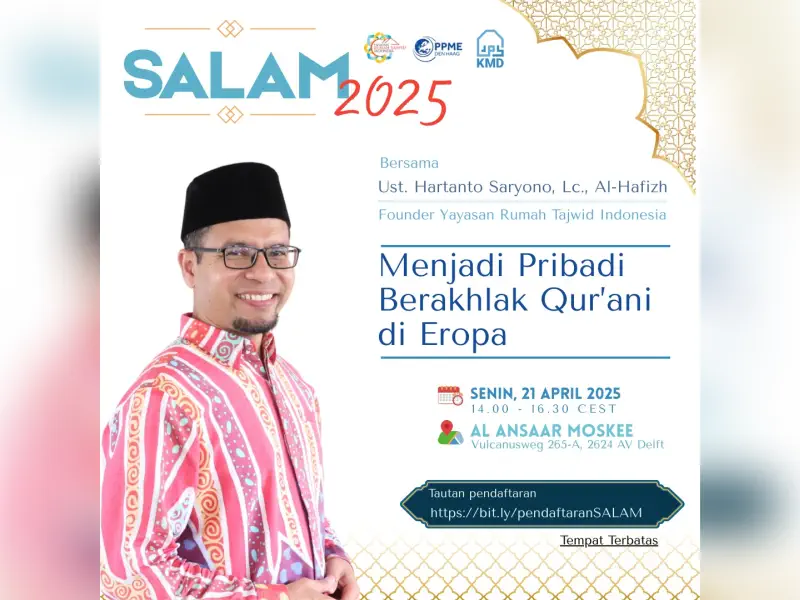 SALAM
2025
PPME
DEN HAAG
KMD
Bersama
Ust. Hartanto Saryono, Lc., Al-Hafizh
Founder Yayasan Rumah Tajwid Indonesia
Menjadi Pribadi
Berakhlak Qur'ani
di Eropa
SENIN, 21 APRIL 2025
14.00 - 16.30 CEST
AL ANSAAR MOSKEE
Vulcanusweg 265-A, 2624 AV Delft
Tautan pendaftaran
https://bit.ly/pendaftaranSALAM
Tempat Terbatas